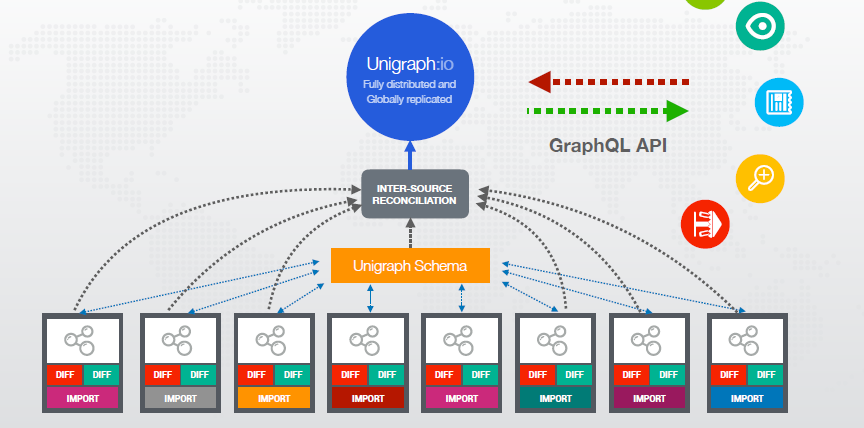 Unigraph:io
Fully distributed and
Globally replicated
GraphQL API
INTER-SOURCE
RECONCILIATION
Unigraph Schema
DIFF DIFF DIFF DIFF DIFF DIFF DIFF DIFF DIFF DIFF DIFF DIFF DIFF DIFF DIFF DIFF
IMPORT IMPORT IMPORT IMPORT IMPORT IMPORT IMPORT IMPORT